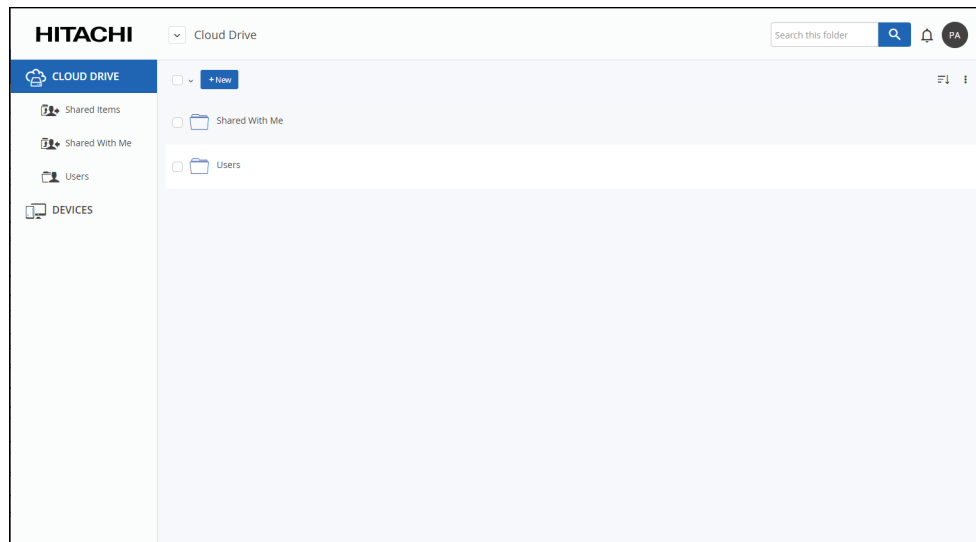 HITACHI
Cloud Drive
Search this folder
PA
CLOUD DRIVE
+ New
Shared Items
Shared With Me
Users
DEVICES
Shared With Me
Users